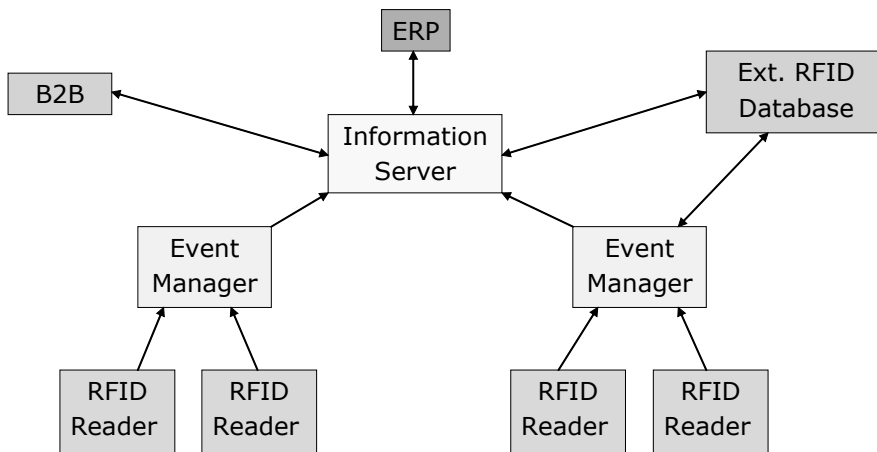 ERP
B2B
Ext. RFID
Database
Information
Server
Event
Manager
Event
Manager
RFID
Reader
RFID
Reader
RFID
Reader
RFID
Reader